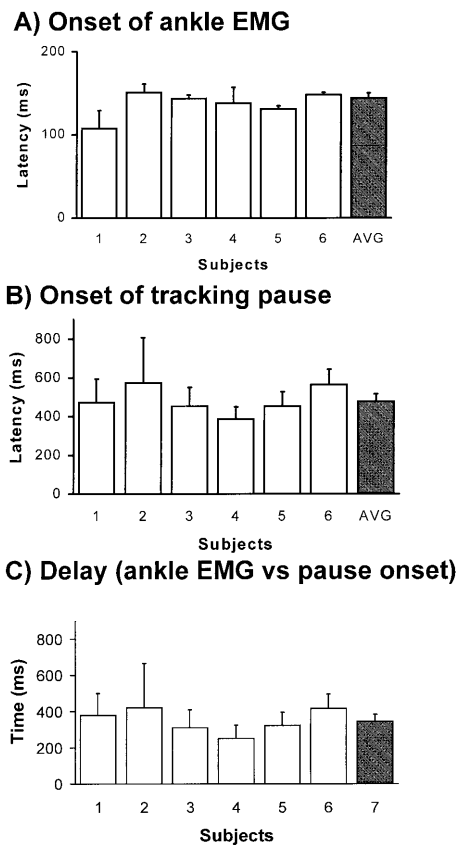 A) Onset of ankle EMG
200
100
0
Latency (ms)
1 2 3 4 5 6 AVG
Subjects
B) Onset of tracking pause
800
600
400
200
0
Latency (ms)
1 2 3 4 5 6 AVG
Subjects
C) Delay (ankle EMG vs pause onset)
800
600
400
200
0
Time (ms)
1 2 3 4 5 6 7
Subjects